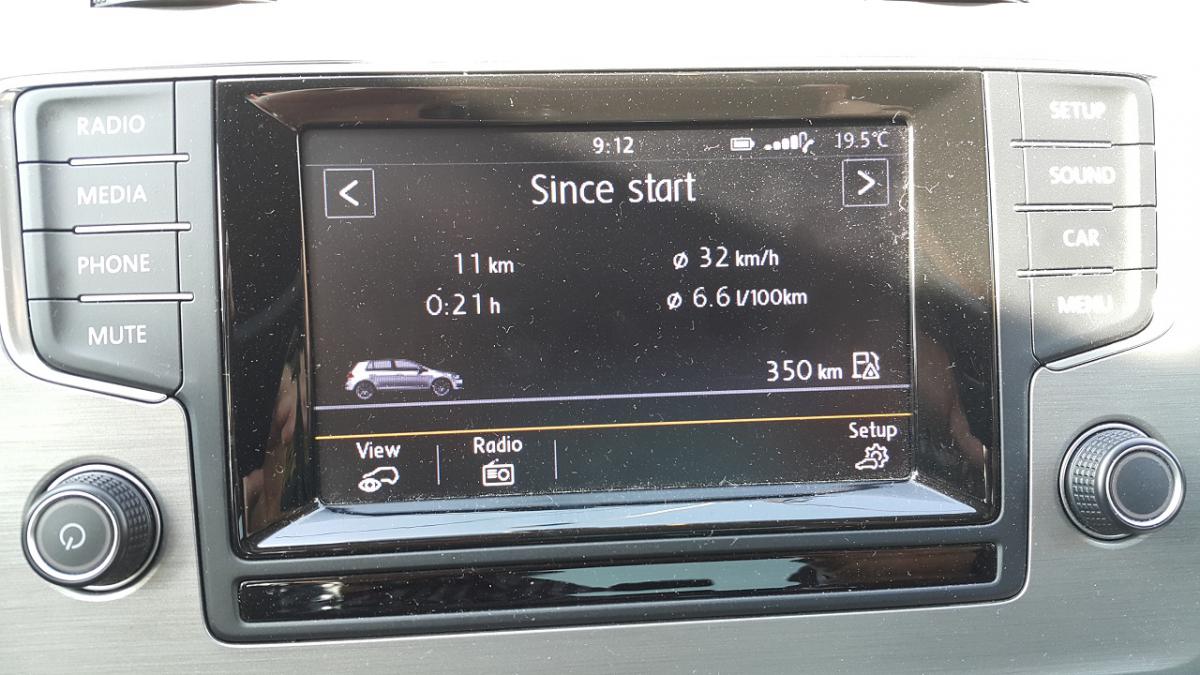 RADIO
MEDIA
PHONE
MUTE
9:12 19.5°C
< Since start >
11 km ø 32 km/h
0:21 h ø 6.6 l/100km
350 km
View Radio Setup
SETUP
SOUND
CAR
MENU